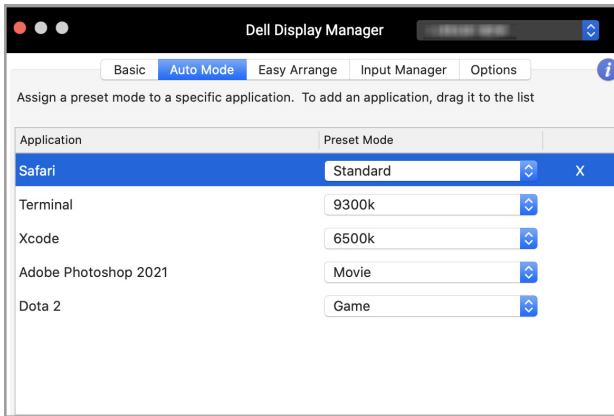 Dell Display Manager
Basic Auto Mode Easy Arrange Input Manager Options i
Assign a preset mode to a specific application. To add an application, drag it to the list
Application Preset Mode
Safari Standard X
Terminal 9300k
Xcode 6500k
Adobe Photoshop 2021 Movie
Dota 2 Game